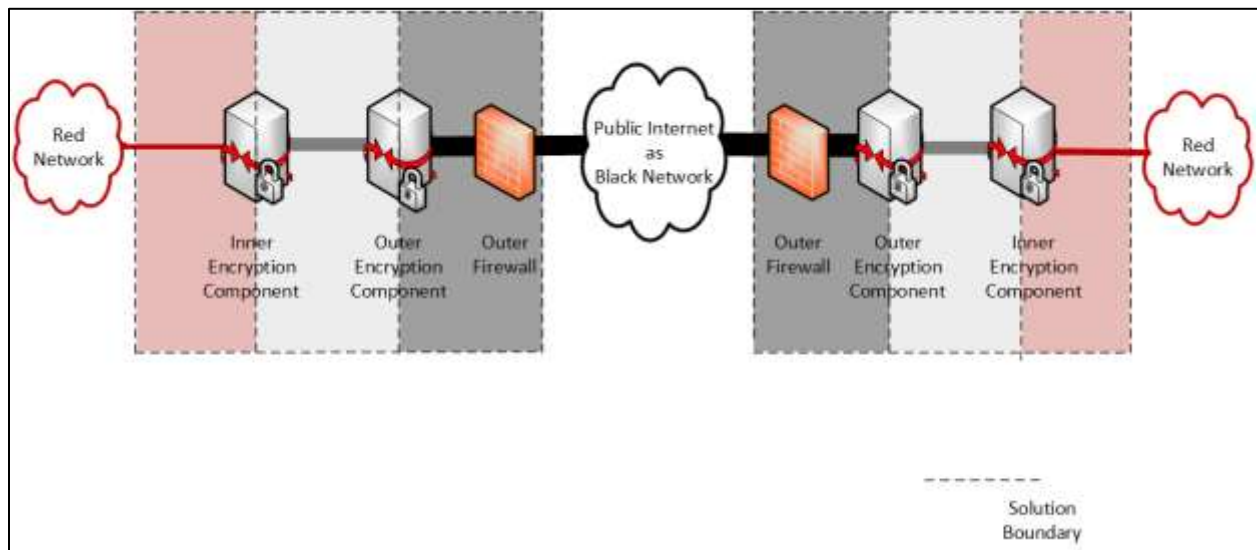 Red
Network
Inner
Encryption
Component
Outer
Encryption
Component
Outer
Firewall
Public Internet
as
Black Network
Outer
Firewall
Outer
Encryption
Component
Inner
Encryption
Component
Red
Network
Solution
Boundary